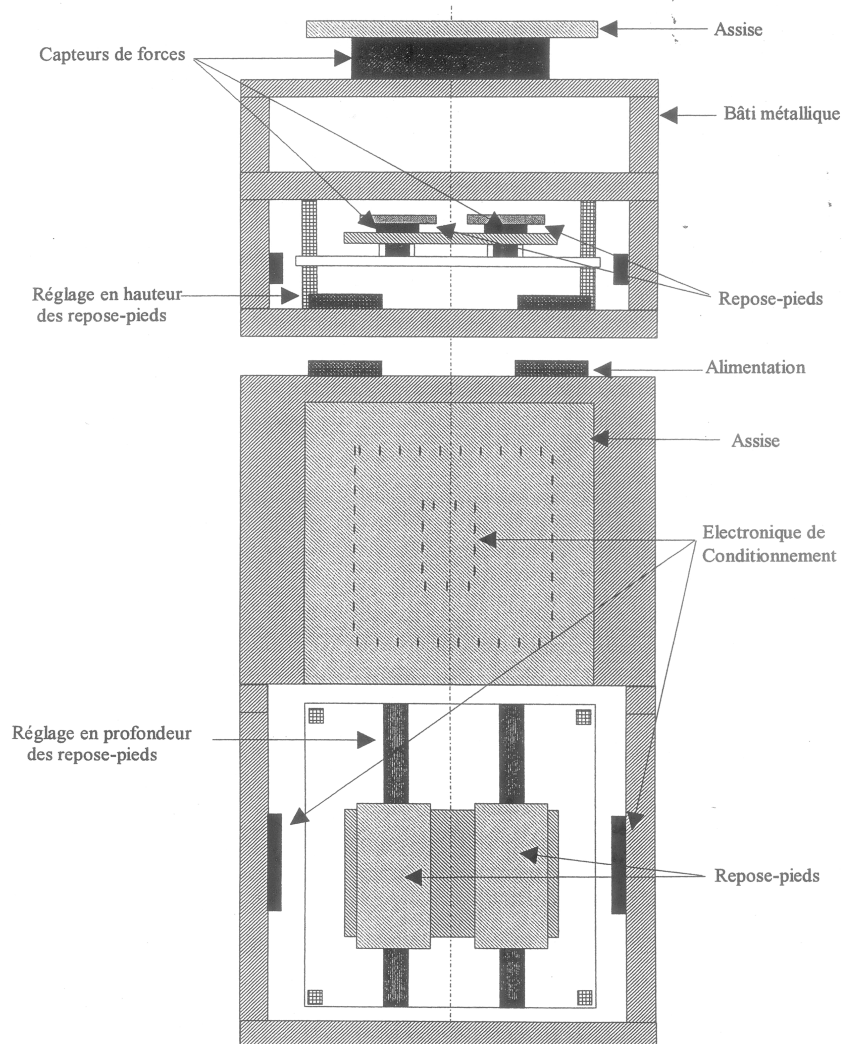 Assise
Capteurs de forces
Bâti métallique
Réglage en hauteur
des repose-pieds
Repose-pieds
Alimentation
Assise
Electronique de
Conditionnement
Réglage en profondeur
des repose-pieds
Repose-pieds